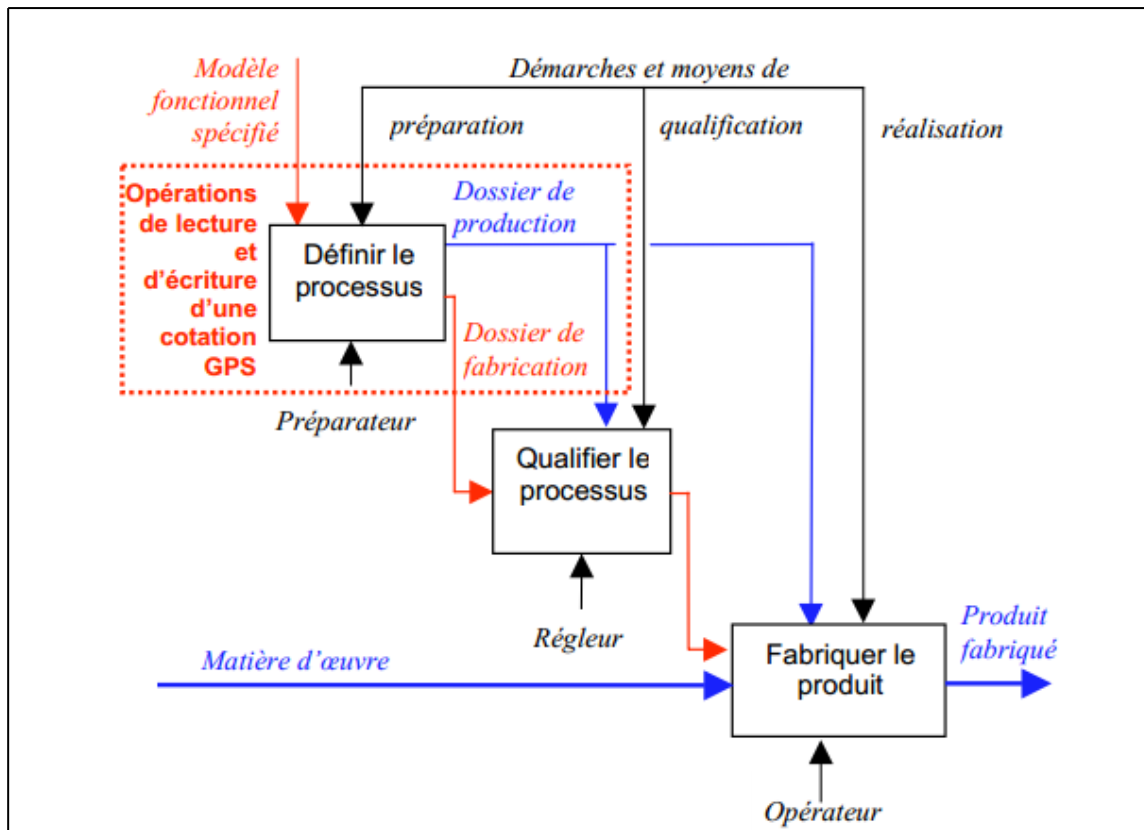 Modèle
fonctionnel
spécifié
Démarches et moyens de
préparation
qualification
réalisation
Opérations
de lecture
et
d'écriture
d'une
cotation
GPS
Dossier de
production
Définir le
processus
Dossier de
fabrication
Préparateur
Qualifier le
processus
Régleur
Matière d'œuvre
Fabriquer le
produit
Produit
fabriqué
Opérateur